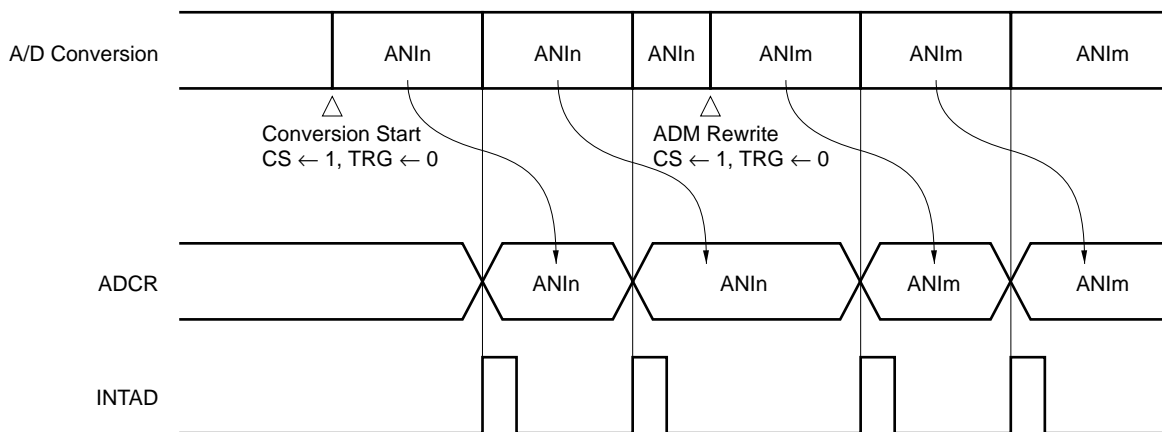 A/D Conversion ANIn ANIn ANIn ANIm ANIm ANIm
Conversion Start
CS ← 1, TRG ← 0
ADM Rewrite
CS ← 1, TRG ← 0
ADCR ANIn ANIn ANIm ANIm
INTAD